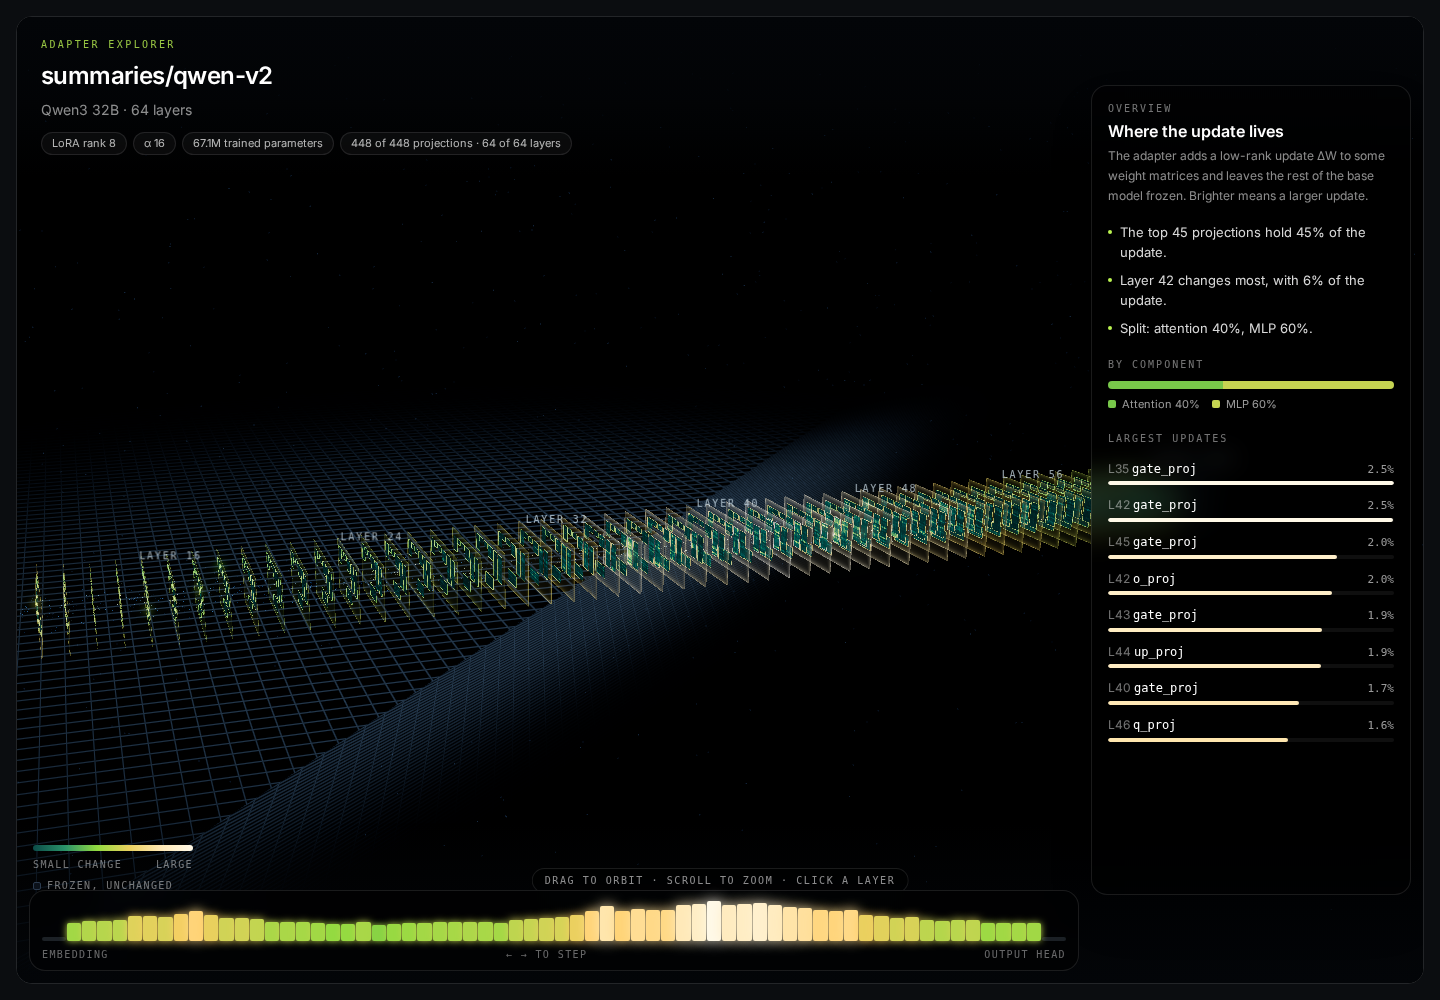 ADAPTER EXPLORER
summaries/qwen-v2
Qwen3 32B · 64 layers
LoRA rank 8
α 16
67.1M trained parameters
448 of 448 projections · 64 of 64 layers
OVERVIEW
Where the update lives
The adapter adds a low-rank update ΔW to some
weight matrices and leaves the rest of the base
model frozen. Brighter means a larger update.
The top 45 projections hold 45% of the
update.
Layer 42 changes most, with 6% of the
update.
Split: attention 40%, MLP 60%.
BY COMPONENT
Attention 40%
MLP 60%
LARGEST UPDATES
L35 gate_proj 2.5%
L42 gate_proj 2.5%
L45 gate_proj 2.0%
L42 o_proj 2.0%
L43 gate_proj 1.9%
L44 up_proj 1.9%
L40 gate_proj 1.7%
L46 q_proj 1.6%
LAYER 16
LAYER 24
LAYER 32
LAYER 40
LAYER 48
LAYER 56
SMALL CHANGE LARGE
FROZEN, UNCHANGED
DRAG TO ORBIT · SCROLL TO ZOOM · CLICK A LAYER
EMBEDDING
← → TO STEP
OUTPUT HEAD